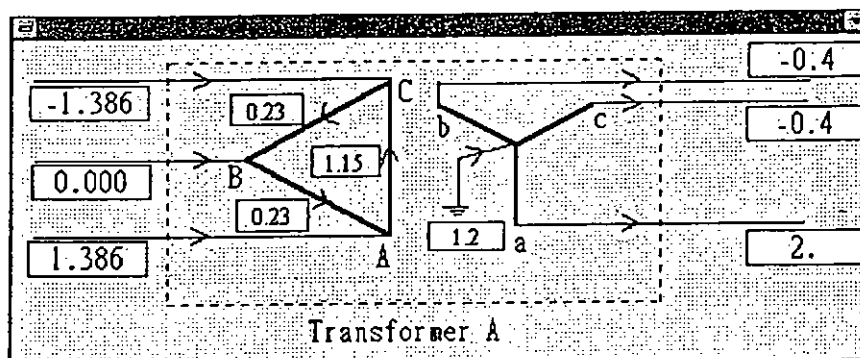 -0.4
C
-1.386
0.23
b
c
-0.4
B
1.15
0.000
0.23
A
1.2
a
1.386
2.
Transformer A